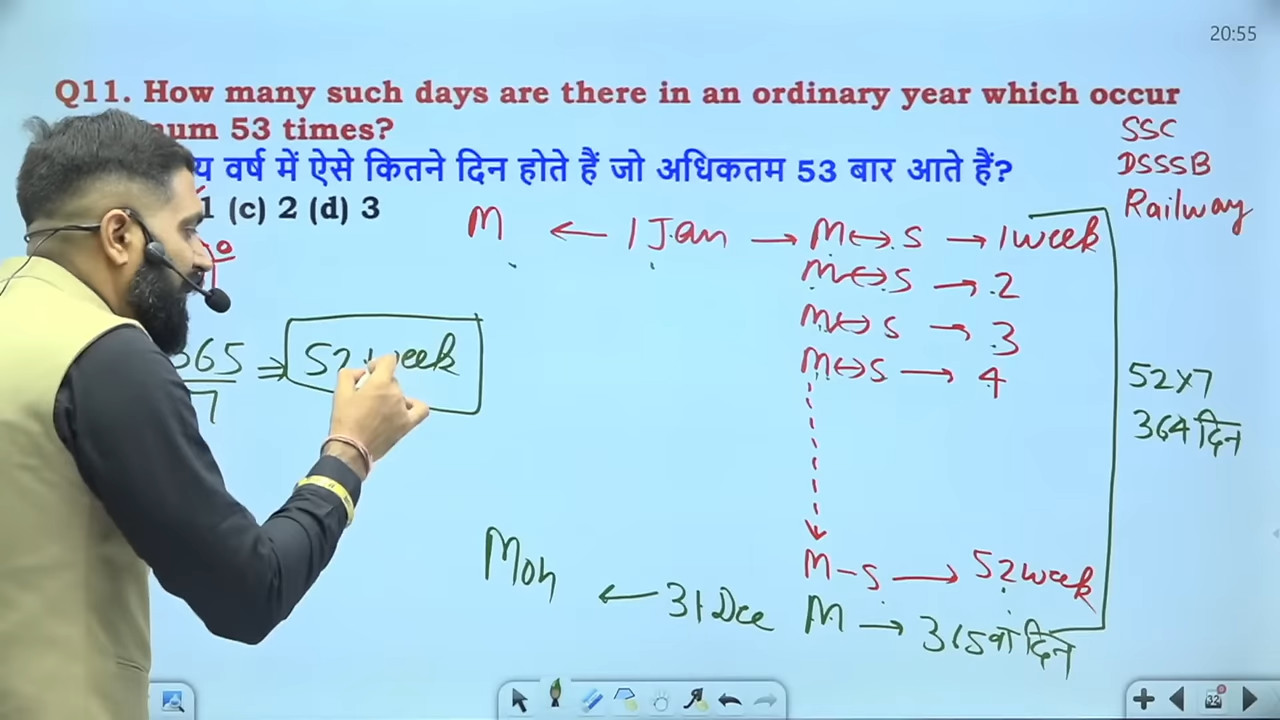 20:55
Q11. How many such days are there in an ordinary year which occur
53 times?
वर्ष में ऐसे कितने दिन होते हैं जो अधिकतम 53 बार आते हैं?
1 (c) 2 (d) 3
SSC
DSSSB
Railway
M ← 1 Jan → M↔S → 1 week
M↔S → 2
M↔S → 3
M↔S → 4
365/7 ⇒ 52 week
52×7
364 दिन
M-S → 52 week
Mon ← 31 Dce M → 365वाँ दिन
32